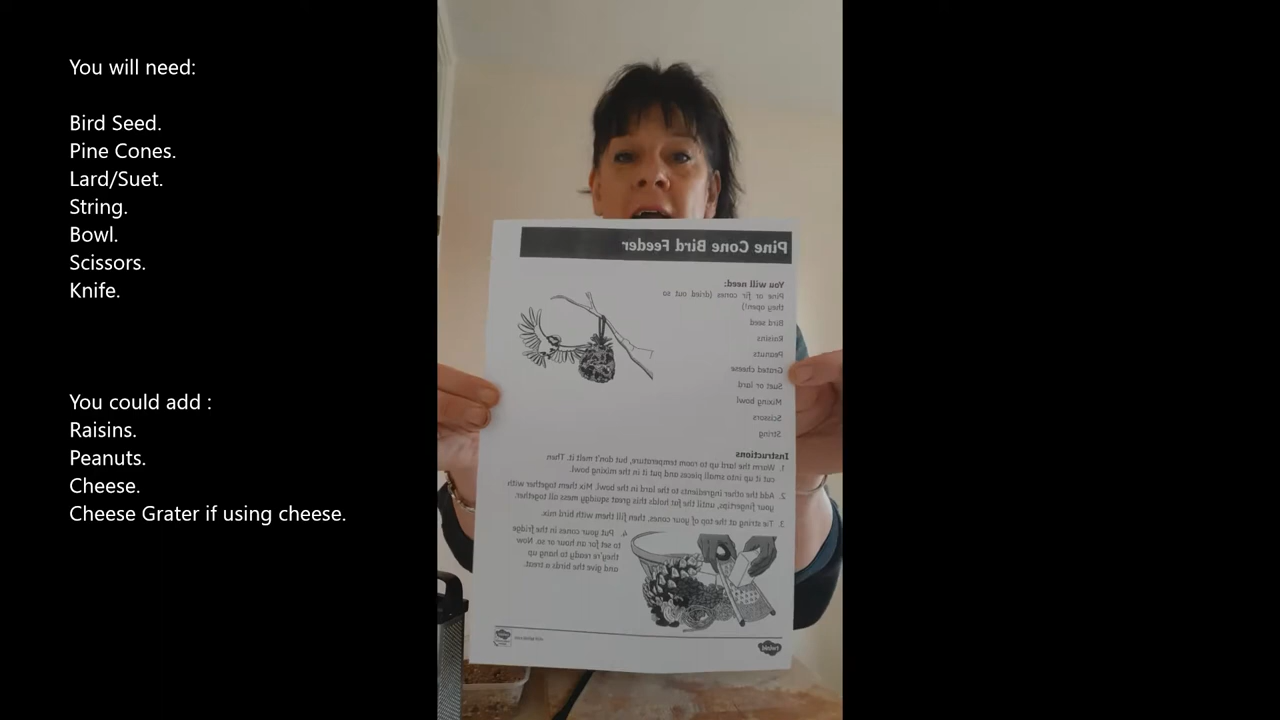 You will need:
Bird Seed.
Pine Cones.
Lard/Suet.
String.
Bowl.
Scissors.
Knife.
You could add :
Raisins.
Peanuts.
Cheese.
Cheese Grater if using cheese.
Pine Cone Bird Feeder
You will need:
Pine or fir cones (dried out so
they open!)
Bird seed
Raisins
Peanuts
Grated cheese
Suet or lard
Mixing bowl
Scissors
String
Instructions
1. Warm the lard up to room temperature, but don't melt it. Then
cut it up into small pieces and put it in the mixing bowl.
2. Add the other ingredients to the lard in the bowl. Mix them together with
your fingertips, until the fat holds this great squidgy mess all together.
3. Tie string at the top of your cones, then fill them with bird mix.
4. Put your cones in the fridge
to set for an hour or so. Now
they're ready to hang up
and give the birds a treat.
twinkl